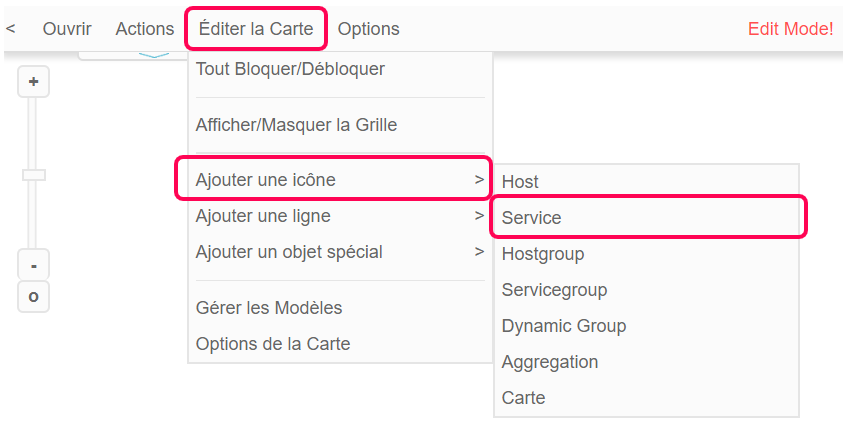 < Ouvrir Actions Éditer la Carte Options Edit Mode!
Tout Bloquer/Débloquer
+
Afficher/Masquer la Grille
Ajouter une icône >
Host
Ajouter une ligne >
Service
Ajouter un objet spécial >
Hostgroup
-
Servicegroup
o
Gérer les Modèles
Dynamic Group
Options de la Carte
Aggregation
Carte